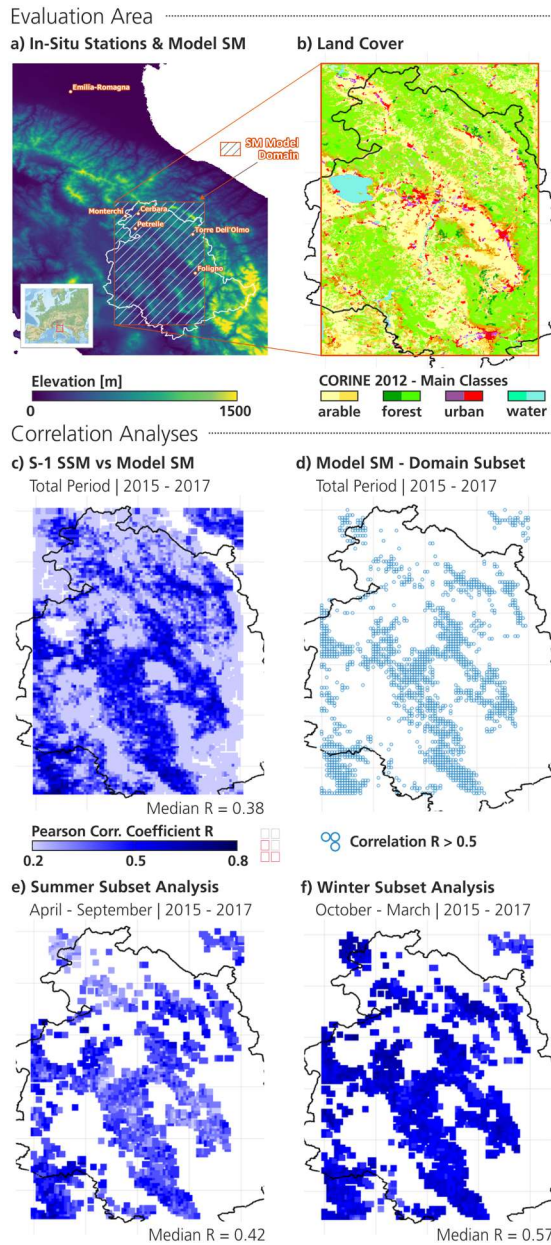 Evaluation Area
a) In-Situ Stations & Model SM
b) Land Cover
Emilia-Romagna
SM Model
Domain
Monterchi
Cerbara
Petrelle
Torre Dell'Olmo
Foligno
Elevation [m]
0
1500
CORINE 2012 - Main Classes
arable
forest
urban
water
Correlation Analyses
c) S-1 SSM vs Model SM
Total Period | 2015 - 2017
d) Model SM - Domain Subset
Total Period | 2015 - 2017
Median R = 0.38
Pearson Corr. Coefficient R
0.2
0.5
0.8
Correlation R > 0.5
e) Summer Subset Analysis
April - September | 2015 - 2017
f) Winter Subset Analysis
October - March | 2015 - 2017
Median R = 0.42
Median R = 0.57